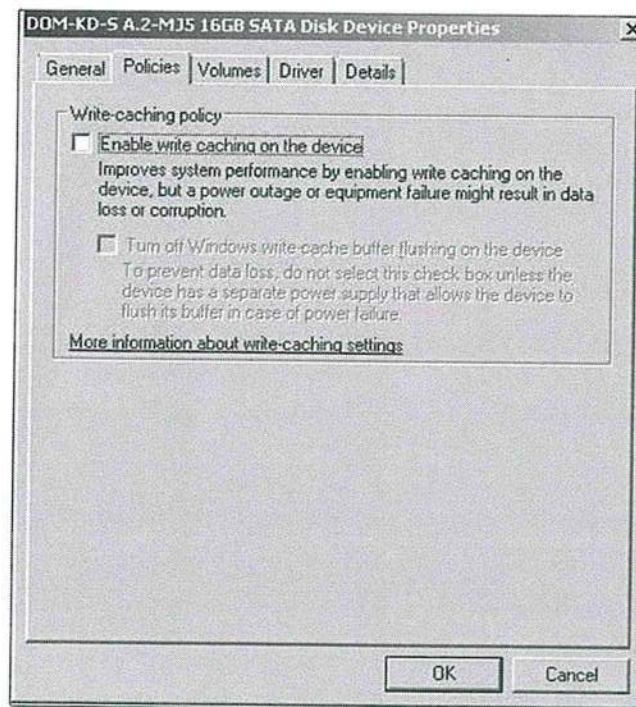 DOM-KD-S A.2-MJ5 16GB SATA Disk Device Properties
General Policies Volumes Driver Details
Write-caching policy
Enable write caching on the device
Improves system performance by enabling write caching on the
device, but a power outage or equipment failure might result in data
loss or corruption.
Turn off Windows write-cache buffer flushing on the device
To prevent data loss, do not select this check box unless the
device has a separate power supply that allows the device to
flush its buffer in case of power failure.
More information about write-caching settings
OK Cancel